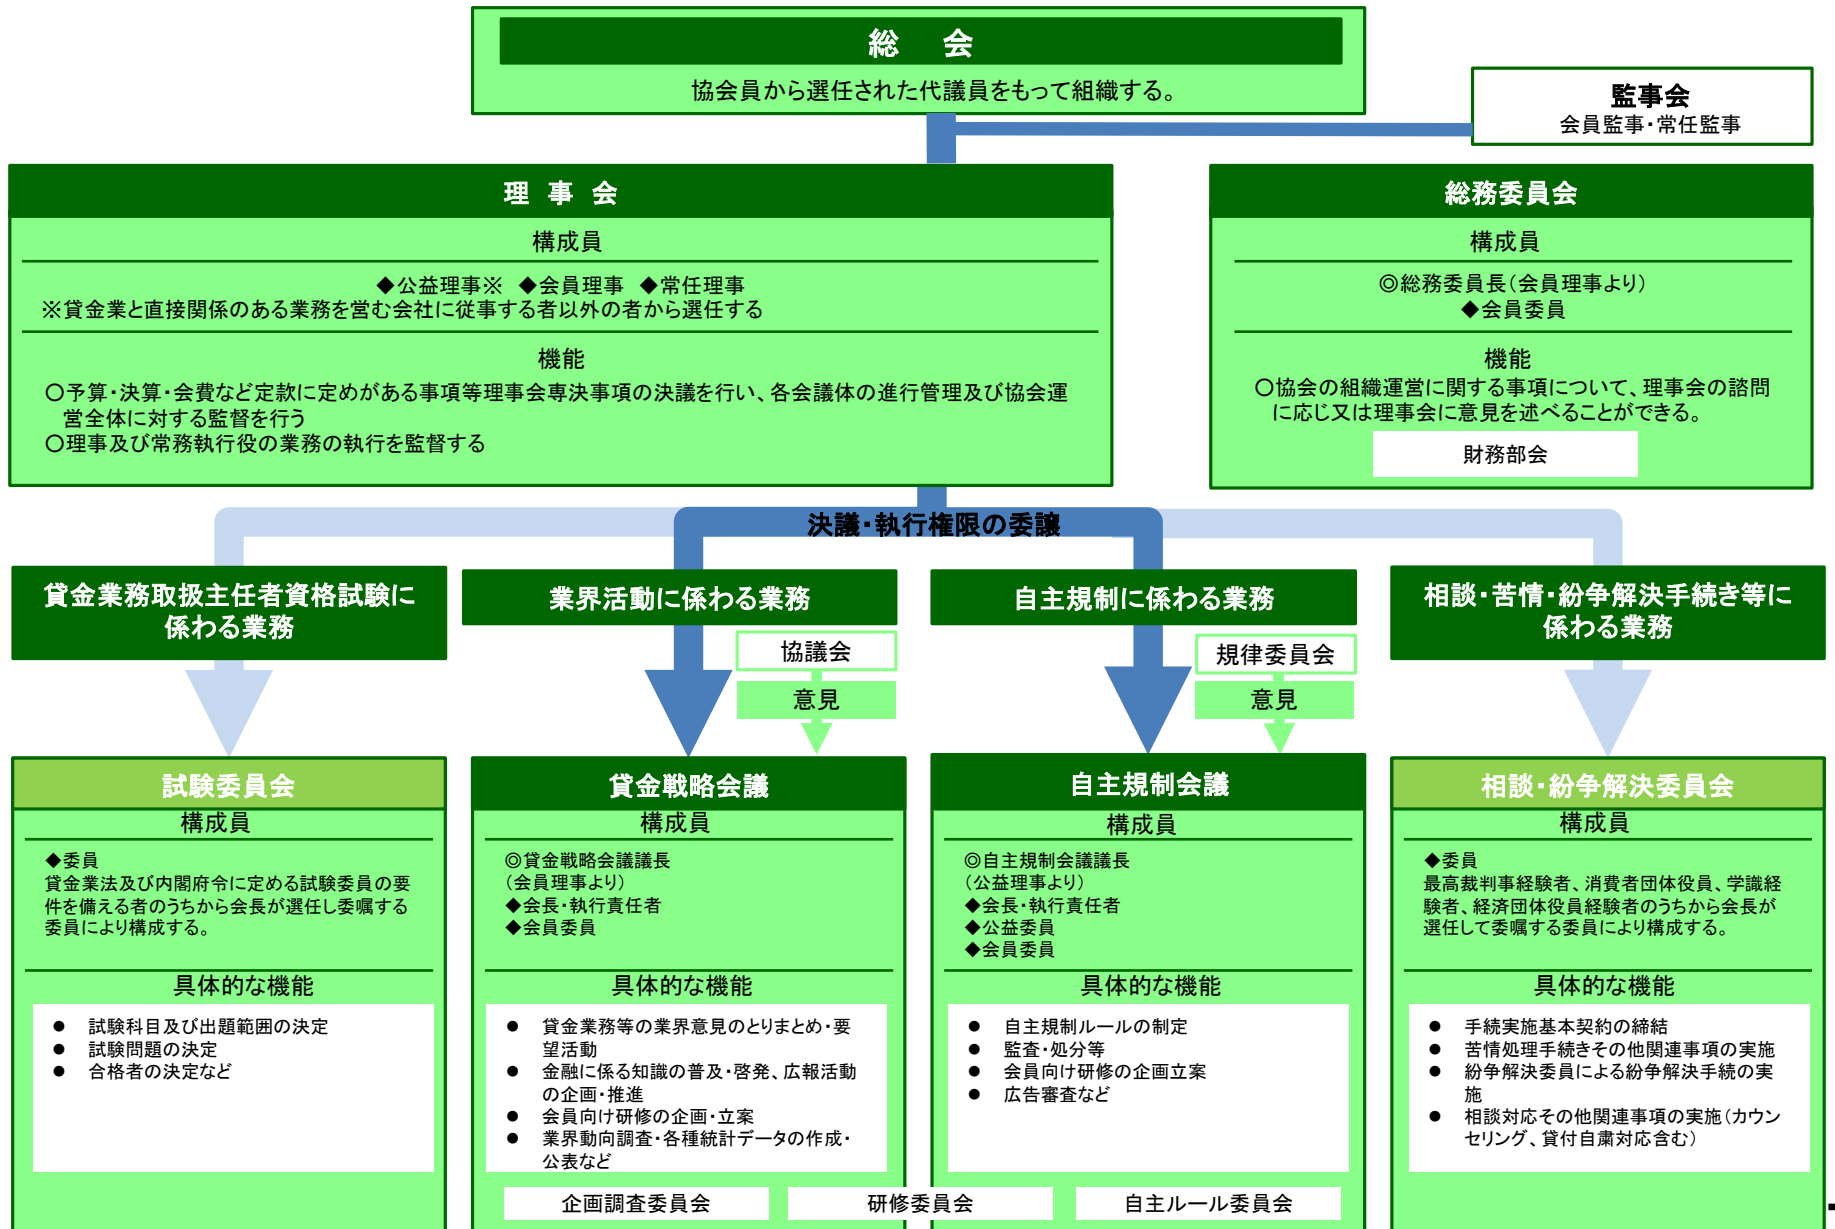 総　会
協会員から選任された代議員をもって組織する。
監事会
会員監事・常任監事
理 事 会
構成員
◆公益理事※ ◆会員理事 ◆常任理事
※貸金業と直接関係のある業務を営む会社に従事する者以外の者から選任する
機能
○予算・決算・会費など定款に定めがある事項等理事会専決事項の決議を行い、各会議体の進行管理及び協会運
営全体に対する監督を行う
○理事及び常務執行役の業務の執行を監督する
総務委員会
構成員
◎総務委員長（会員理事より）
◆会員委員
機能
○協会の組織運営に関する事項について、理事会の諮問
に応じ又は理事会に意見を述べることができる。
財務部会
決議・執行権限の委譲
貸金業務取扱主任者資格試験に
係わる業務
業界活動に係わる業務
自主規制に係わる業務
相談・苦情・紛争解決手続き等に
係わる業務
協議会
意見
規律委員会
意見
試験委員会
構成員
◆委員
貸金業法及び内閣府令に定める試験委員の要
件を備える者のうちから会長が選任し委嘱する
委員により構成する。
具体的な機能
● 試験科目及び出題範囲の決定
● 試験問題の決定
● 合格者の決定など
貸金戦略会議
構成員
◎貸金戦略会議議長
（会員理事より）
◆会長・執行責任者
◆会員委員
具体的な機能
● 貸金業務等の業界意見のとりまとめ・要
望活動
● 金融に係る知識の普及・啓発、広報活動
の企画・推進
● 会員向け研修の企画・立案
● 業界動向調査・各種統計データの作成・
公表など
自主規制会議
構成員
◎自主規制会議議長
（公益理事より）
◆会長・執行責任者
◆公益委員
◆会員委員
具体的な機能
● 自主規制ルールの制定
● 監査・処分等
● 会員向け研修の企画立案
● 広告審査など
相談・紛争解決委員会
構成員
◆委員
最高裁判事経験者、消費者団体役員、学識経
験者、経済団体役員経験者のうちから会長が
選任して委嘱する委員により構成する。
具体的な機能
● 手続実施基本契約の締結
● 苦情処理手続きその他関連事項の実施
● 紛争解決委員による紛争解決手続の実
施
● 相談対応その他関連事項の実施（カウン
セリング、貸付自粛対応含む）
企画調査委員会
研修委員会
自主ルール委員会